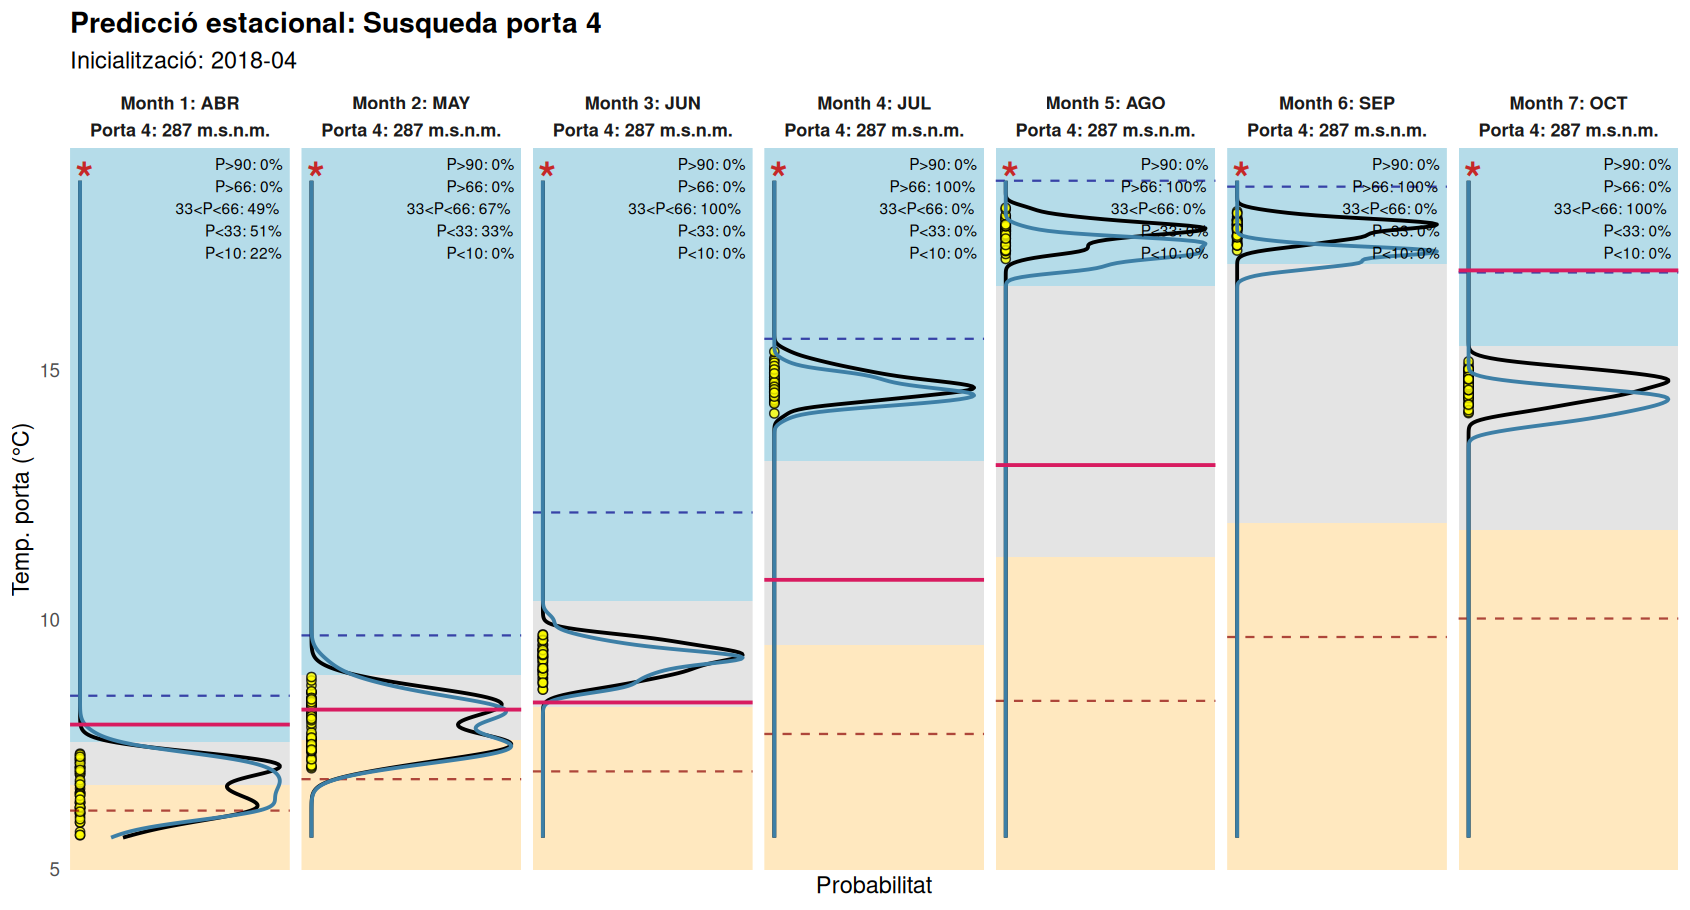 Predicció estacional: Susqueda porta 4
Inicialització: 2018-04
Month 1: ABR
Porta 4: 287 m.s.n.m.
Month 2: MAY
Porta 4: 287 m.s.n.m.
Month 3: JUN
Porta 4: 287 m.s.n.m.
Month 4: JUL
Porta 4: 287 m.s.n.m.
Month 5: AGO
Porta 4: 287 m.s.n.m.
Month 6: SEP
Porta 4: 287 m.s.n.m.
Month 7: OCT
Porta 4: 287 m.s.n.m.
*
P>90: 0%
P>66: 0%
33<P<66: 49%
P<33: 51%
P<10: 22%
*
P>90: 0%
P>66: 0%
33<P<66: 67%
P<33: 33%
P<10: 0%
*
P>90: 0%
P>66: 0%
33<P<66: 100%
P<33: 0%
P<10: 0%
*
P>90: 0%
P>66: 100%
33<P<66: 0%
P<33: 0%
P<10: 0%
*
P>90: 0%
P>66: 100%
33<P<66: 0%
P<33: 0%
P<10: 0%
*
P>90: 0%
P>66: 100%
33<P<66: 0%
P<33: 0%
P<10: 0%
*
P>90: 0%
P>66: 0%
33<P<66: 100%
P<33: 0%
P<10: 0%
15
10
5
Temp. porta (°C)
Probabilitat